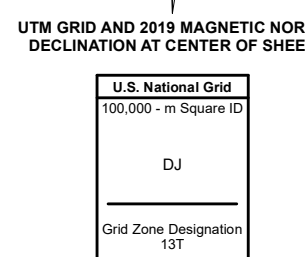 UTM GRID AND 2019 MAGNETIC NOR
DECLINATION AT CENTER OF SHEE
U.S. National Grid
100,000 - m Square ID
DJ
Grid Zone Designation
13T